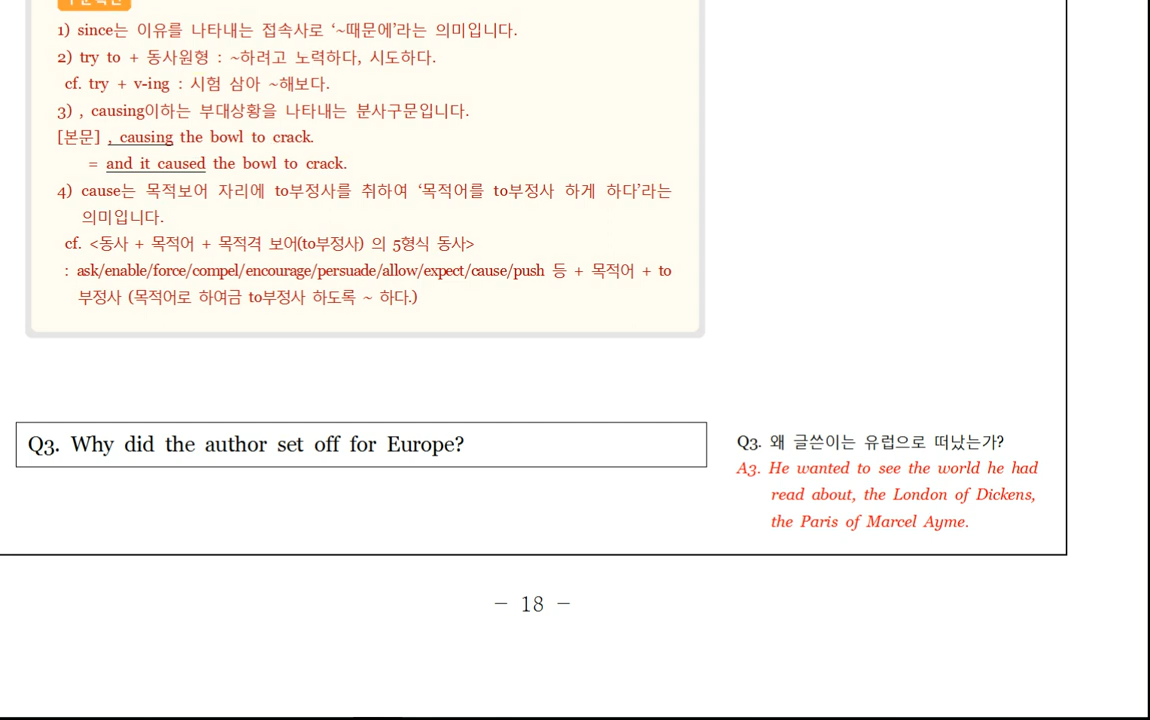 1) since는 이유를 나타내는 접속사로 ‘~때문에’라는 의미입니다.
2) try to + 동사원형 : ~하려고 노력하다, 시도하다.
cf. try + v-ing : 시험 삼아 ~해보다.
3) , causing이하는 부대상황을 나타내는 분사구문입니다.
[본문] , causing the bowl to crack.
= and it caused the bowl to crack.
4) cause는 목적보어 자리에 to부정사를 취하여 ‘목적어를 to부정사 하게 하다’라는
의미입니다.
cf. <동사 + 목적어 + 목적격 보어(to부정사) 의 5형식 동사>
: ask/enable/force/compel/encourage/persuade/allow/expect/cause/push 등 + 목적어 + to
부정사 (목적어로 하여금 to부정사 하도록 ~ 하다.)
Q3. Why did the author set off for Europe?
Q3. 왜 글쓴이는 유럽으로 떠났는가?
A3. He wanted to see the world he had
read about, the London of Dickens,
the Paris of Marcel Ayme.
- 18 -